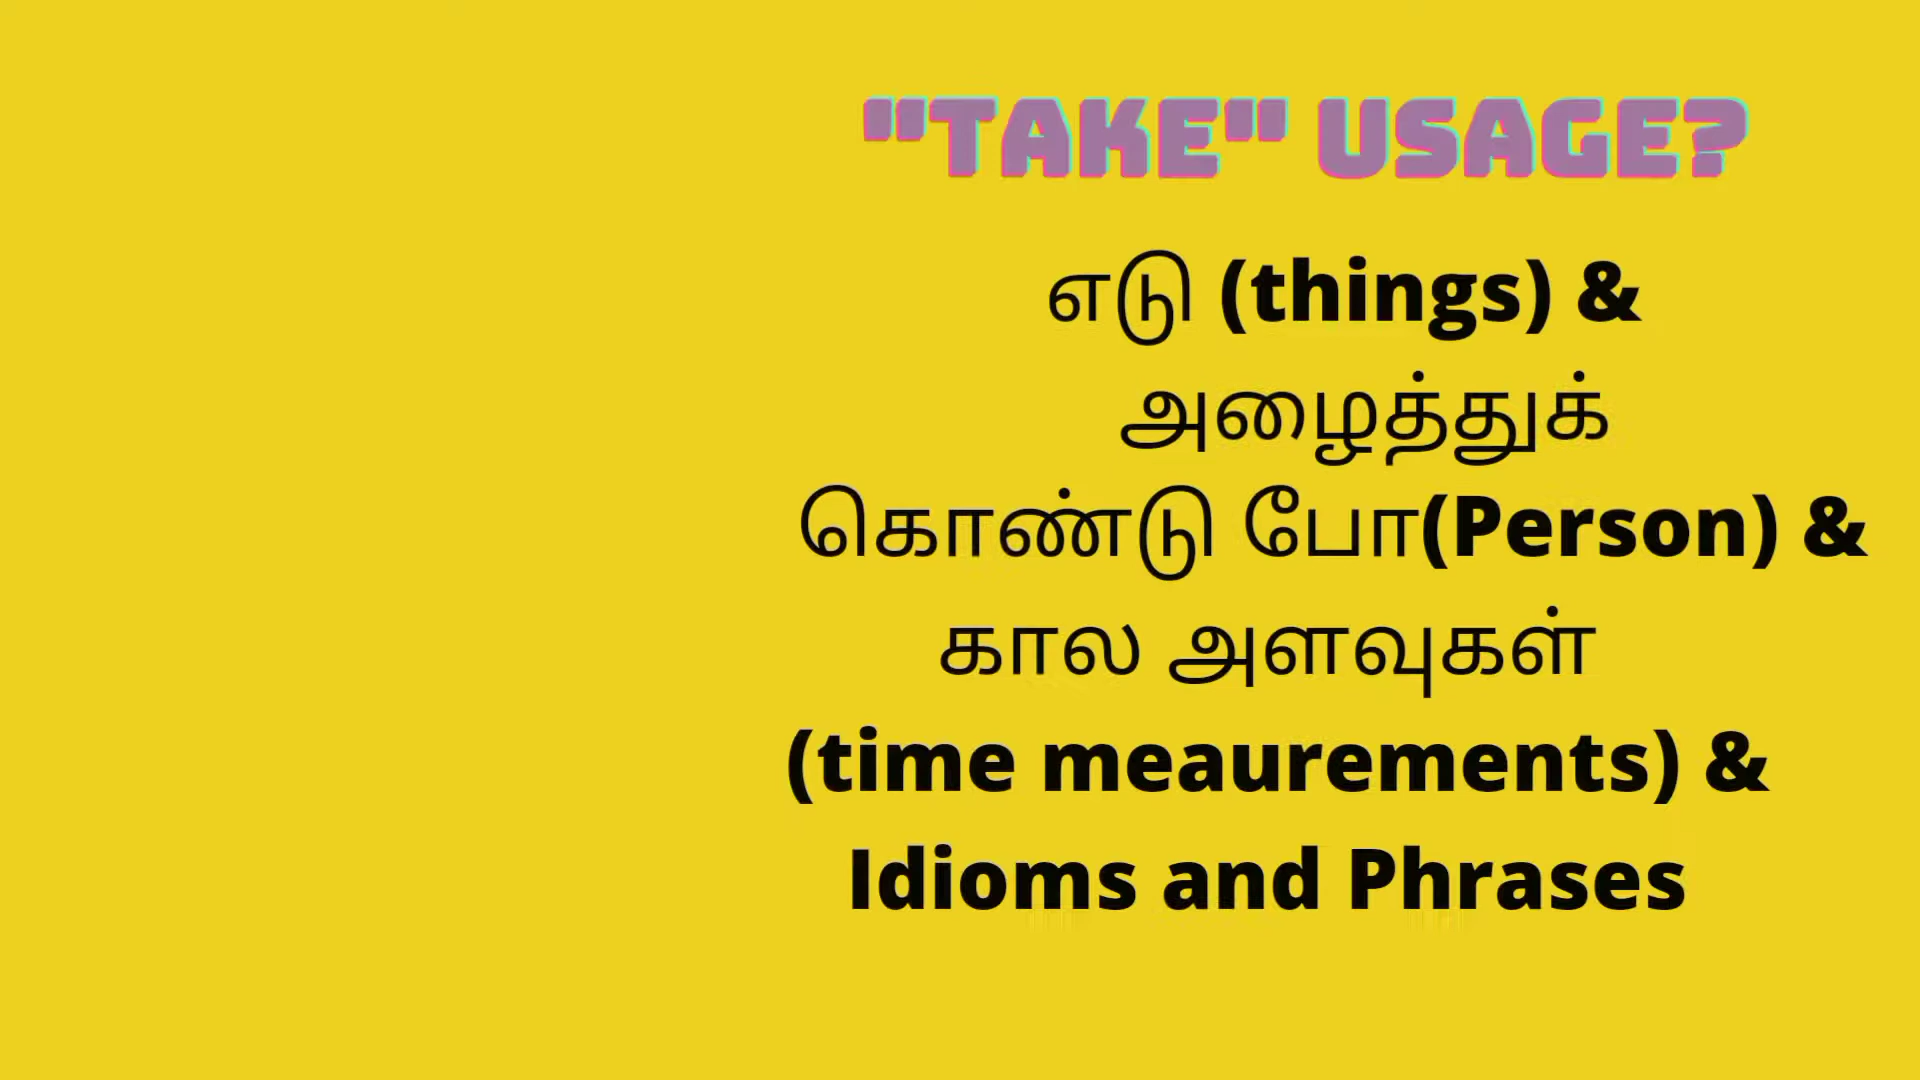 "TAKE" USAGE?
எடு (things) &
அழைத்துக்
கொண்டு போ(Person) &
கால அளவுகள்
(time meaurements) &
Idioms and Phrases